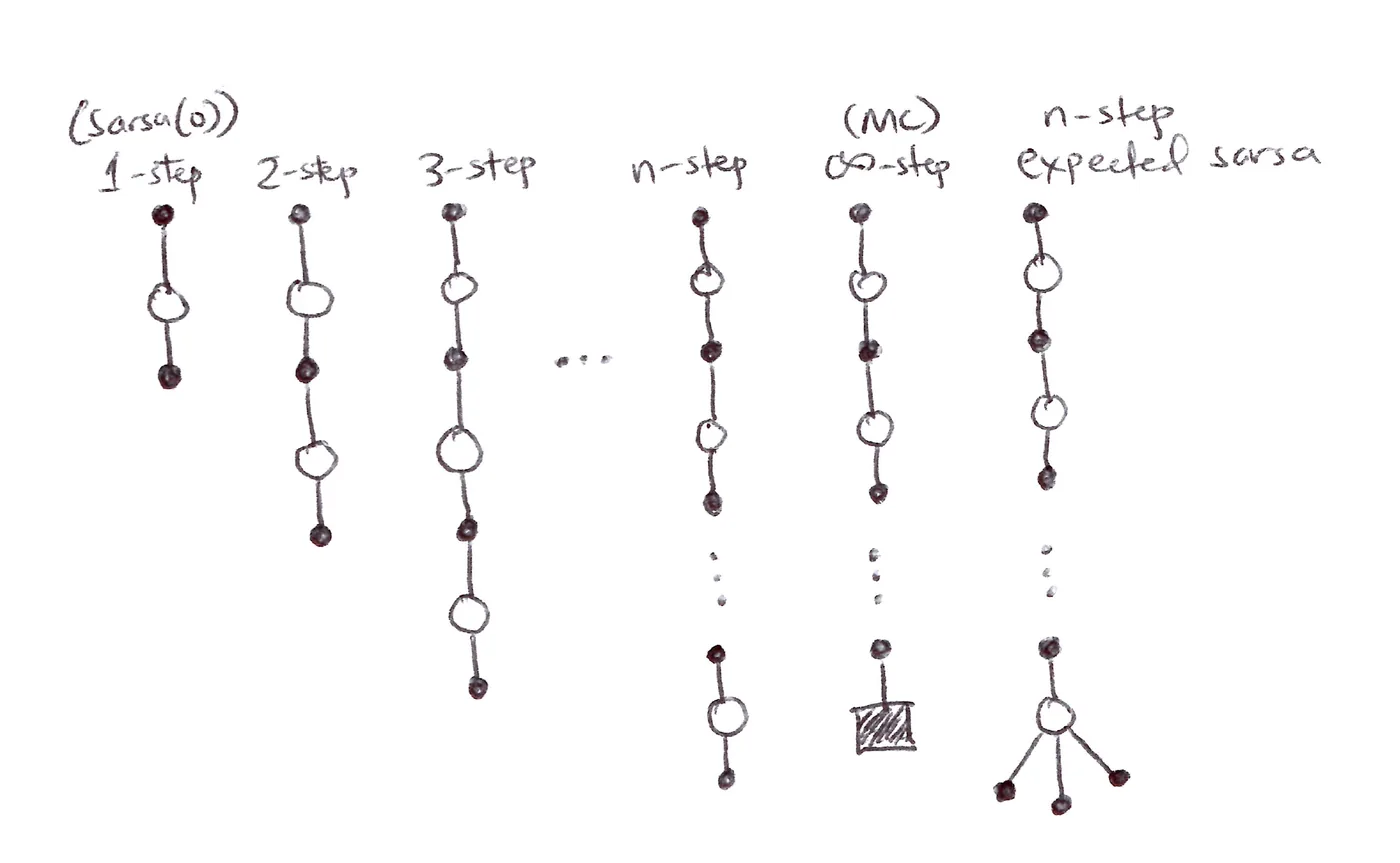 (Sarsa(0))
1-step
2-step
3-step
...
n-step
(MC)
∞-step
n-step
expected sarsa